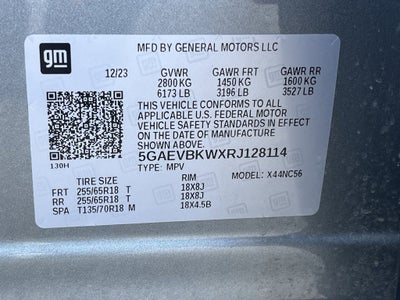 gm
MFD BY GENERAL MOTORS LLC
12/23 GVWR GAWR FRT GAWR RR
2800 KG 1450 KG 1600 KG
6173 LB 3196 LB 3527 LB
THIS VEHICLE CONFORMS TO ALL
APPLICABLE U.S. FEDERAL MOTOR
VEHICLE SAFETY STANDARDS IN EFFECT
ON THE DATE OF MANUFACTURE
SHOWN ABOVE.
5GAEVBKWXRJ128114
130H TYPE: MPV MODEL: X44NC56
TIRE SIZE RIM
FRT 255/65R18 T 18X8J
RR 255/65R18 T 18X8J
SPA T135/70R18 M 18X4.5B